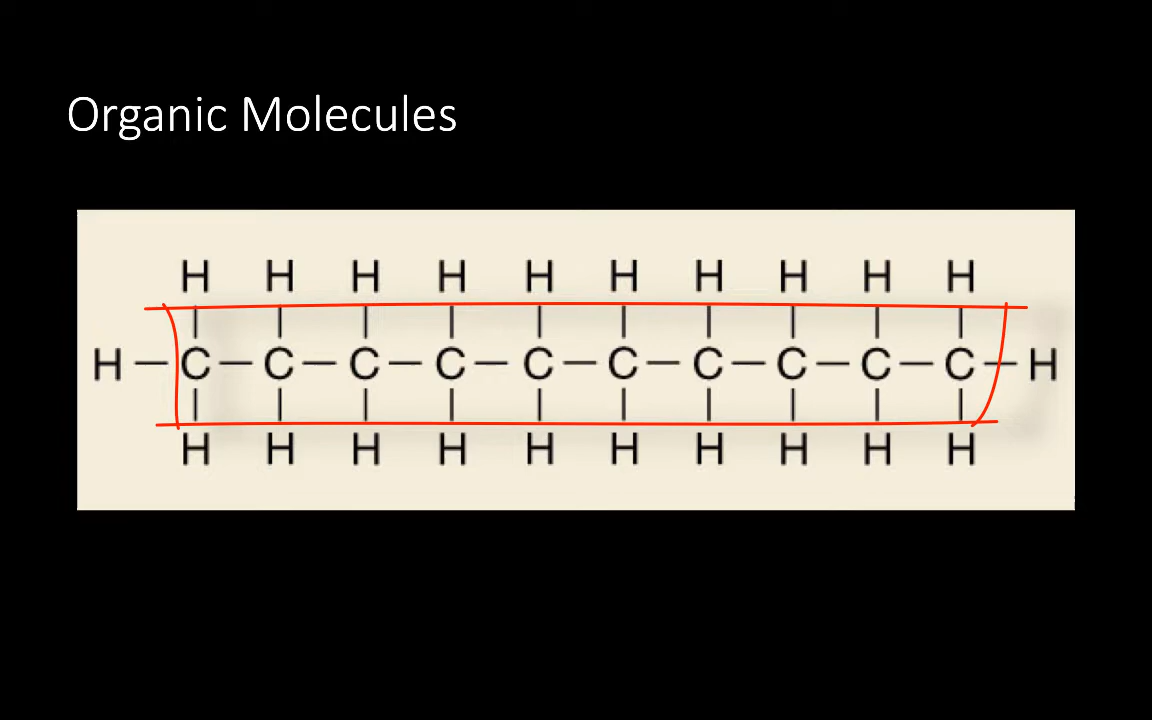 Organic Molecules
H H H H H H H H H H
H—C—C—C—C—C—C—C—C—C—C—H
H H H H H H H H H H